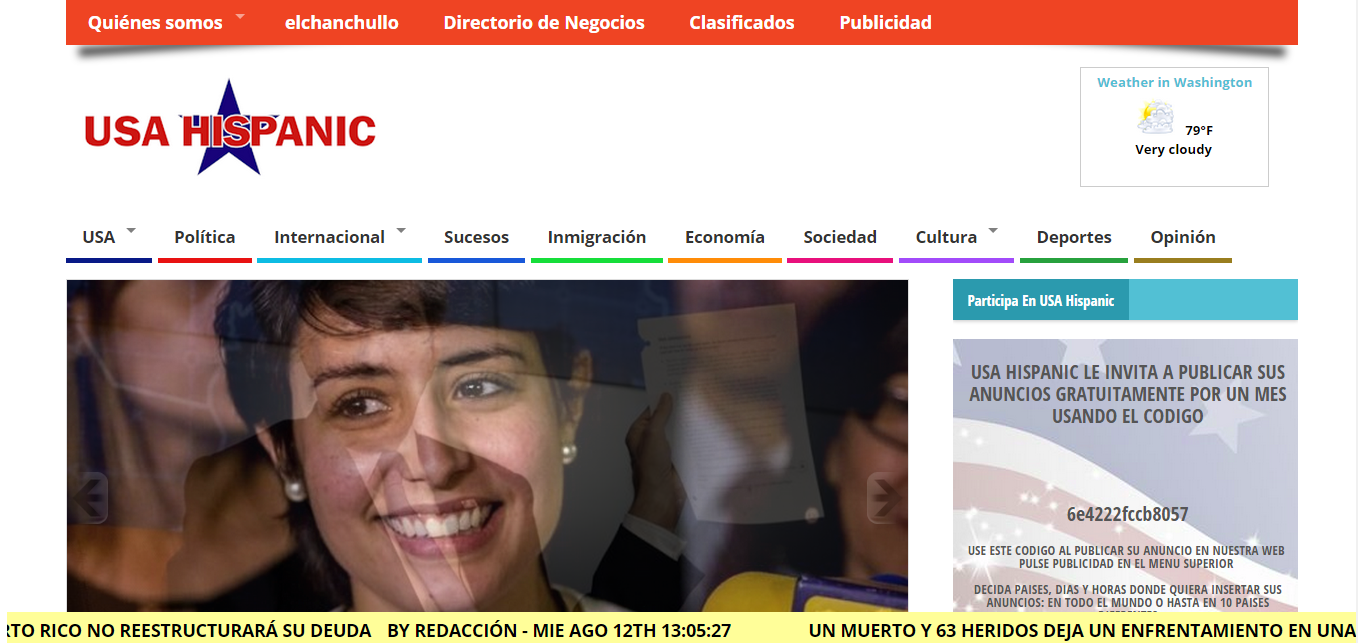 Quiénes somos elchanchullo Directorio de Negocios Clasificados Publicidad
USA HISPANIC
Weather in Washington
79°F
Very cloudy
USA Política Internacional Sucesos Inmigración Economía Sociedad Cultura Deportes Opinión
Participa En USA Hispanic
USA HISPANIC LE INVITA A PUBLICAR SUS
ANUNCIOS GRATUITAMENTE POR UN MES
USANDO EL CODIGO
6e4222fccb8057
USE ESTE CODIGO AL PUBLICAR SU ANUNCIO EN NUESTRA WEB
PULSE PUBLICIDAD EN EL MENU SUPERIOR
DECIDA PAISES, DIAS Y HORAS DONDE QUIERA INSERTAR SUS
ANUNCIOS: EN TODO EL MUNDO O HASTA EN 10 PAISES
RTO RICO NO REESTRUCTURARÁ SU DEUDA BY REDACCIÓN - MIE AGO 12TH 13:05:27 UN MUERTO Y 63 HERIDOS DEJA UN ENFRENTAMIENTO EN UNA